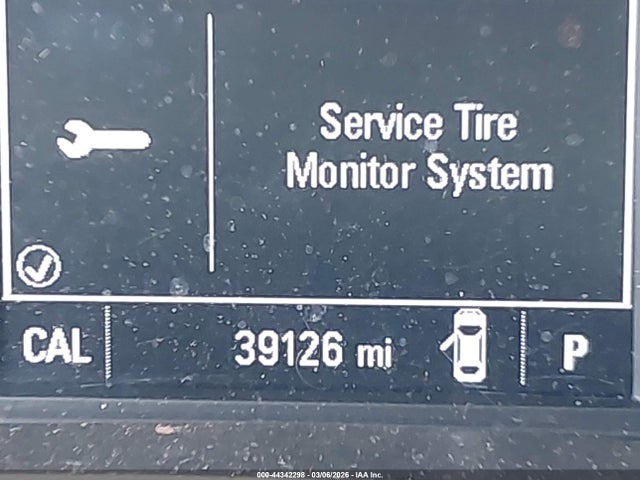 Service Tire
Monitor System
CAL 39126 mi P
000-44342298 - 03/06/2026 - IAA Inc.